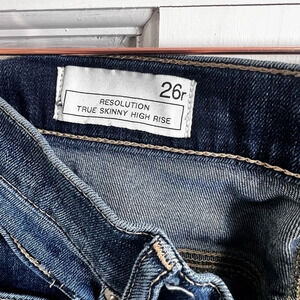 26r
RESOLUTION
TRUE SKINNY HIGH RISE